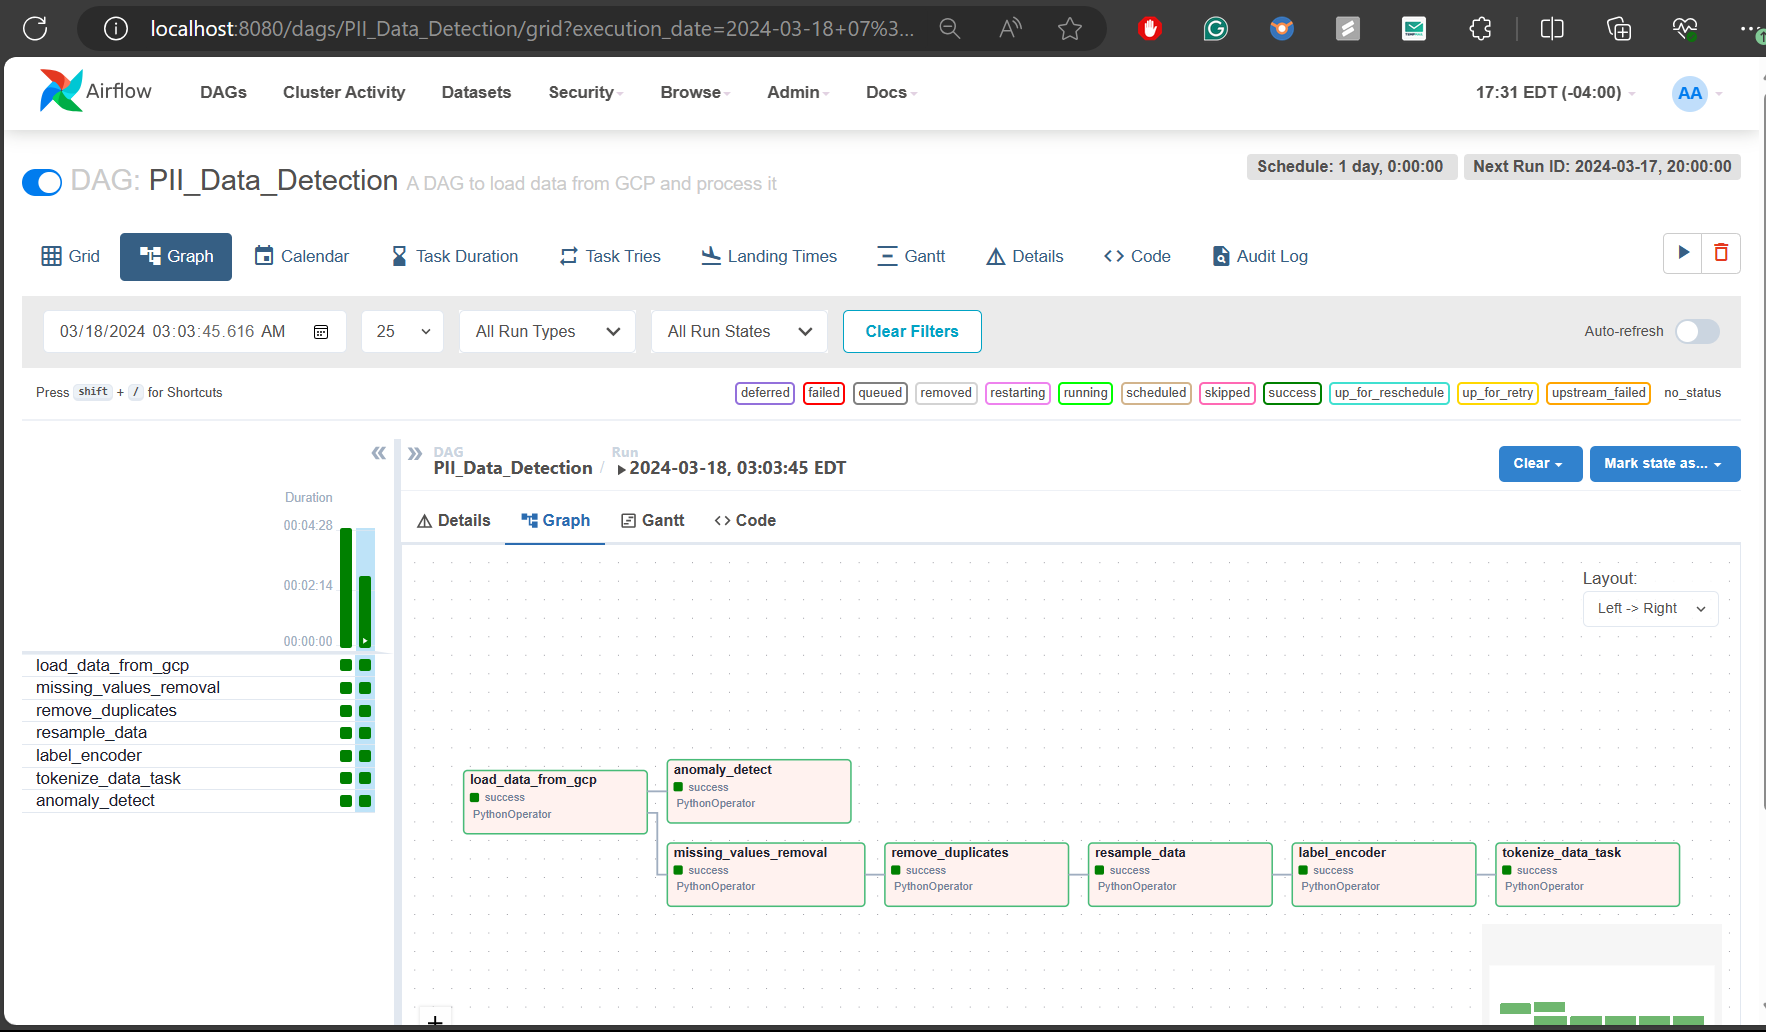 localhost:8080/dags/PII_Data_Detection/grid?execution_date=2024-03-18+07%3...
Airflow
DAGs
Cluster Activity
Datasets
Security
Browse
Admin
Docs
17:31 EDT (-04:00)
AA
DAG: PII_Data_Detection A DAG to load data from GCP and process it
Schedule: 1 day, 0:00:00
Next Run ID: 2024-03-17, 20:00:00
Grid
Graph
Calendar
Task Duration
Task Tries
Landing Times
Gantt
Details
Code
Audit Log
03/18/2024 03:03:45.616 AM
25
All Run Types
All Run States
Clear Filters
Auto-refresh
Press shift + / for Shortcuts
deferred
failed
queued
removed
restarting
running
scheduled
skipped
success
up_for_reschedule
up_for_retry
upstream_failed
no_status
DAG
PII_Data_Detection
/
Run
2024-03-18, 03:03:45 EDT
Clear
Mark state as...
Details
Graph
Gantt
Code
Duration
00:04:28
00:02:14
00:00:00
load_data_from_gcp
missing_values_removal
remove_duplicates
resample_data
label_encoder
tokenize_data_task
anomaly_detect
Layout:
Left -> Right
load_data_from_gcp
success
PythonOperator
anomaly_detect
success
PythonOperator
missing_values_removal
success
PythonOperator
remove_duplicates
success
PythonOperator
resample_data
success
PythonOperator
label_encoder
success
PythonOperator
tokenize_data_task
success
PythonOperator
+